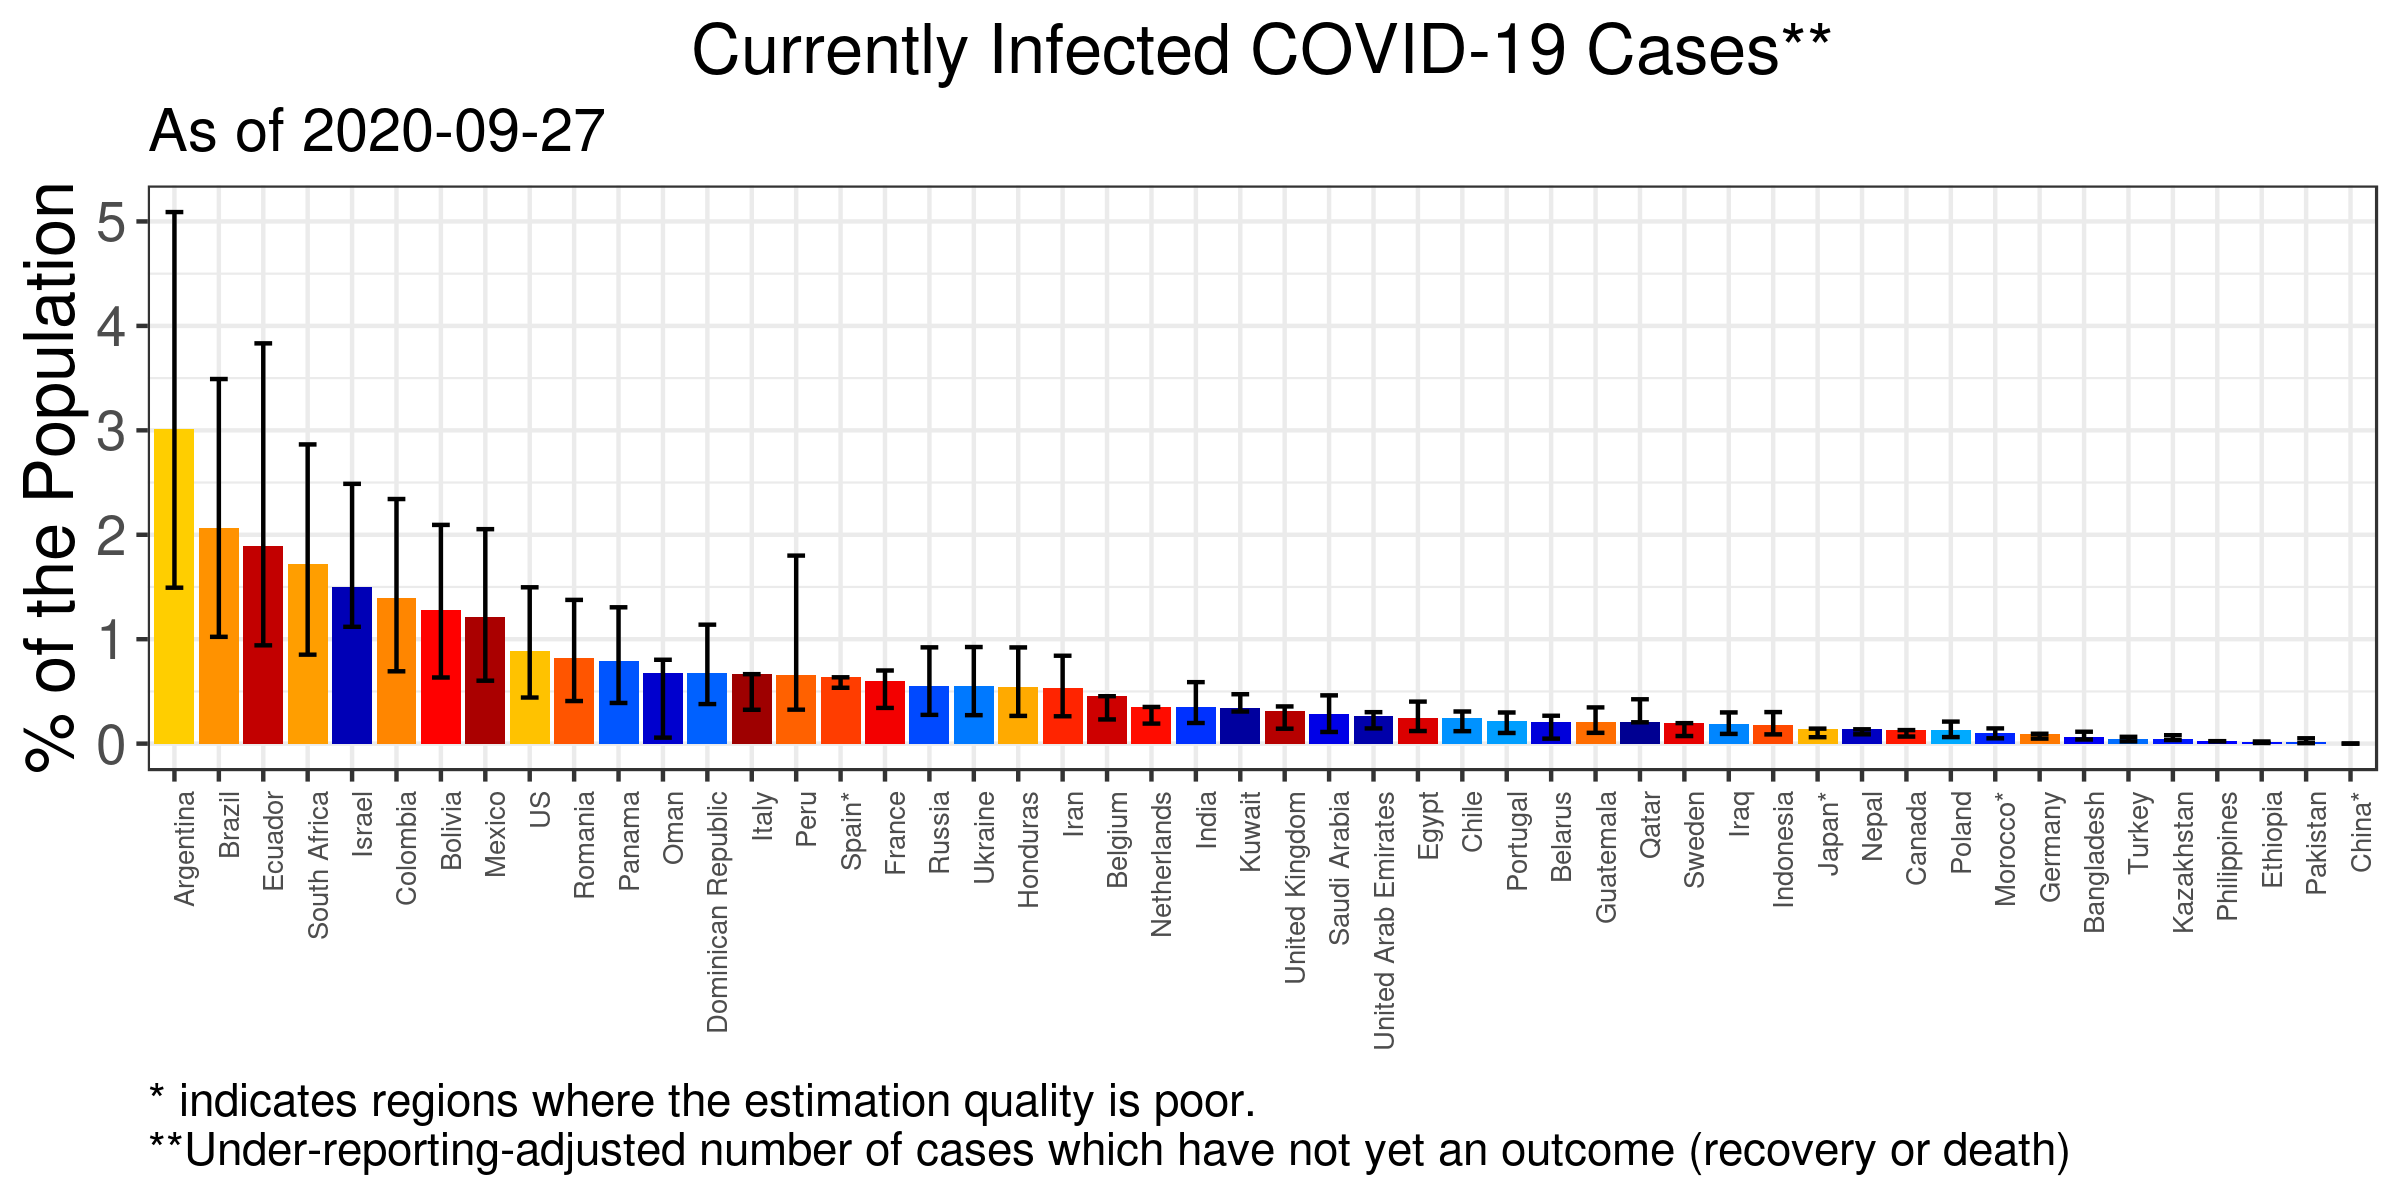 Currently Infected COVID-19 Cases**
As of 2020-09-27
% of the Population
5
4
3
2
1
0
Argentina
Brazil
Ecuador
South Africa
Israel
Colombia
Bolivia
Mexico
US
Romania
Panama
Oman
Dominican Republic
Italy
Peru
Spain*
France
Russia
Ukraine
Honduras
Iran
Belgium
Netherlands
India
Kuwait
United Kingdom
Saudi Arabia
United Arab Emirates
Egypt
Chile
Portugal
Belarus
Guatemala
Qatar
Sweden
Iraq
Indonesia
Japan*
Nepal
Canada
Poland
Morocco*
Germany
Bangladesh
Turkey
Kazakhstan
Philippines
Ethiopia
Pakistan
China*
* indicates regions where the estimation quality is poor.
**Under-reporting-adjusted number of cases which have not yet an outcome (recovery or death)